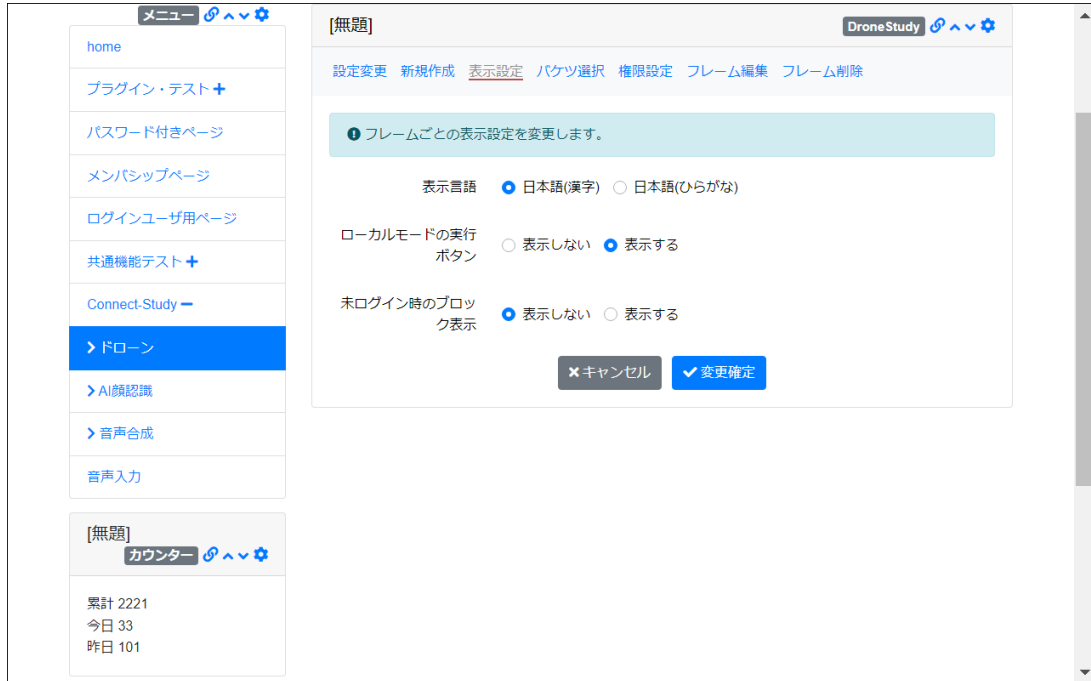 メニュー
home
プラグイン・テスト
パスワード付きページ
メンバシップページ
ログインユーザ用ページ
共通機能テスト
Connect-Study
ドローン
AI顔認識
音声合成
音声入力
[無題]
カウンター
累計 2221
今日 33
昨日 101
[無題]
DroneStudy
設定変更 新規作成 表示設定 バケツ選択 権限設定 フレーム編集 フレーム削除
フレームごとの表示設定を変更します。
表示言語 日本語(漢字) 日本語(ひらがな)
ローカルモードの実行
ボタン
表示しない 表示する
未ログイン時のブロッ
ク表示
表示しない 表示する
キャンセル 変更確定